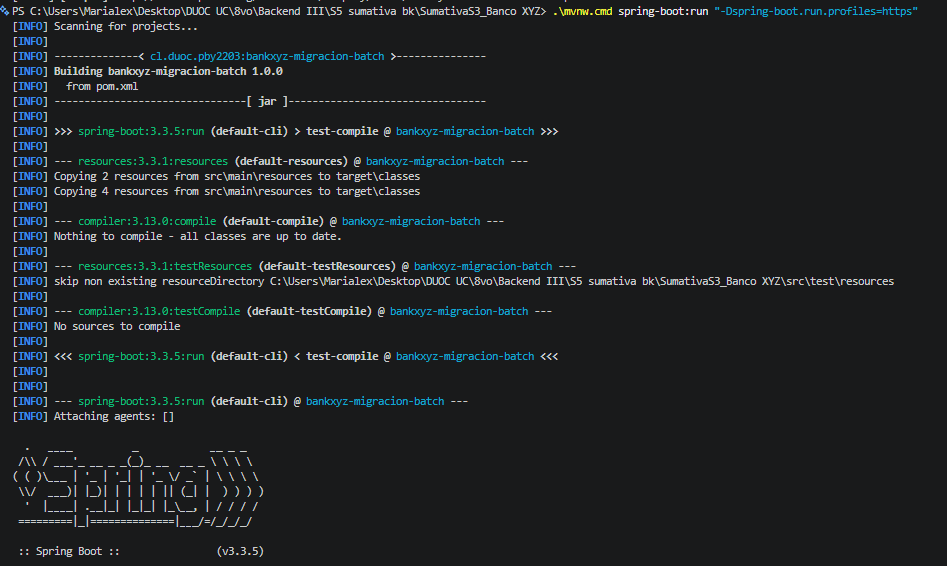 PS C:\Users\Marialex\Desktop\DUOC UC\8vo\Backend III\S5 sumativa bk\SumativaS3_Banco XYZ> .\mvnw.cmd spring-boot:run "-Dspring-boot.run.profiles=https"
[INFO] Scanning for projects...
[INFO]
[INFO] --------------< cl.duoc.pby2203:bankxyz-migracion-batch >---------------
[INFO] Building bankxyz-migracion-batch 1.0.0
[INFO]   from pom.xml
[INFO] --------------------------------[ jar ]---------------------------------
[INFO]
[INFO] >>> spring-boot:3.3.5:run (default-cli) > test-compile @ bankxyz-migracion-batch >>>
[INFO]
[INFO] --- resources:3.3.1:resources (default-resources) @ bankxyz-migracion-batch ---
[INFO] Copying 2 resources from src\main\resources to target\classes
[INFO] Copying 4 resources from src\main\resources to target\classes
[INFO]
[INFO] --- compiler:3.13.0:compile (default-compile) @ bankxyz-migracion-batch ---
[INFO] Nothing to compile - all classes are up to date.
[INFO]
[INFO] --- resources:3.3.1:testResources (default-testResources) @ bankxyz-migracion-batch ---
[INFO] skip non existing resourceDirectory C:\Users\Marialex\Desktop\DUOC UC\8vo\Backend III\S5 sumativa bk\SumativaS3_Banco XYZ\src\test\resources
[INFO]
[INFO] --- compiler:3.13.0:testCompile (default-testCompile) @ bankxyz-migracion-batch ---
[INFO] No sources to compile
[INFO]
[INFO] <<< spring-boot:3.3.5:run (default-cli) < test-compile @ bankxyz-migracion-batch <<<
[INFO]
[INFO]
[INFO] --- spring-boot:3.3.5:run (default-cli) @ bankxyz-migracion-batch ---
[INFO] Attaching agents: []
  .   ____          _            __ _ _
 /\\ / ___'_ __ _ _(_)_ __  __ _ \ \ \ \
( ( )\___ | '_ | '_| | '_ \/ _` | \ \ \ \
 \\/  ___)| |_)| | | | | || (_| |  ) ) ) )
  '  |____| .__|_| |_|_| |_\__, | / / / /
 =========|_|==============|___/=/_/_/_/
 :: Spring Boot ::                (v3.3.5)